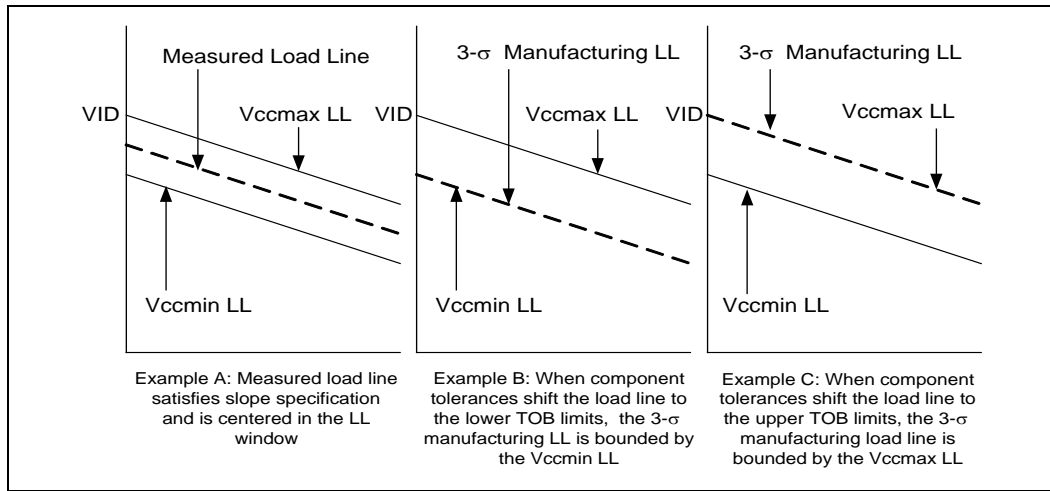 Measured Load Line
VID
Vccmax LL
Vccmin LL
Example A: Measured load line
satisfies slope specification
and is centered in the LL
window
3-σ Manufacturing LL
VID
Vccmax LL
Vccmin LL
Example B: When component
tolerances shift the load line to
the lower TOB limits, the 3-σ
manufacturing LL is bounded by
the Vccmin LL
3-σ Manufacturing LL
VID
Vccmax LL
Vccmin LL
Example C: When component
tolerances shift the load line to
the upper TOB limits, the 3-σ
manufacturing load line is
bounded by the Vccmax LL